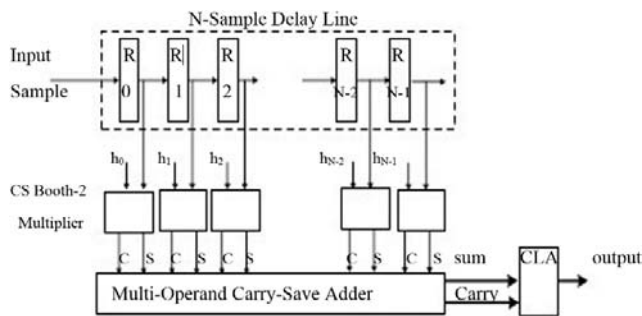 N-Sample Delay Line
Input
Sample
R R R R R
0 1 2 N-2 N-1
h0 h1 h2 hN-2 hN-1
CS Booth-2
Multiplier
C S C S C S C S C S
sum CLA output
Multi-Operand Carry-Save Adder Carry